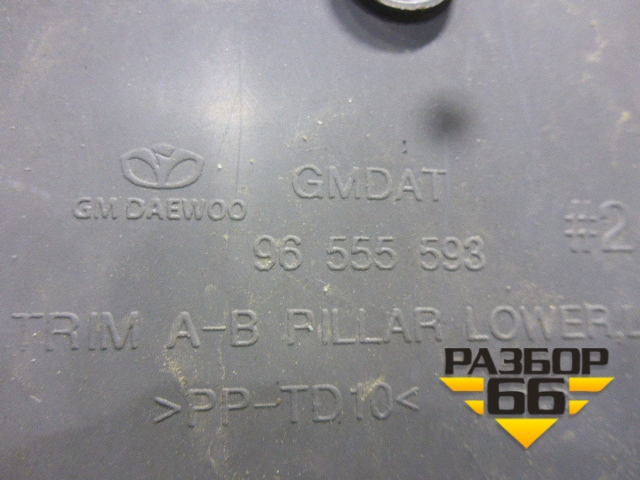 GMDAT
GM DAEWOO
96 555 593
#2
TRIM A-B PILLAR LOWER,L
>PP-TD10<
РАЗБОР
66